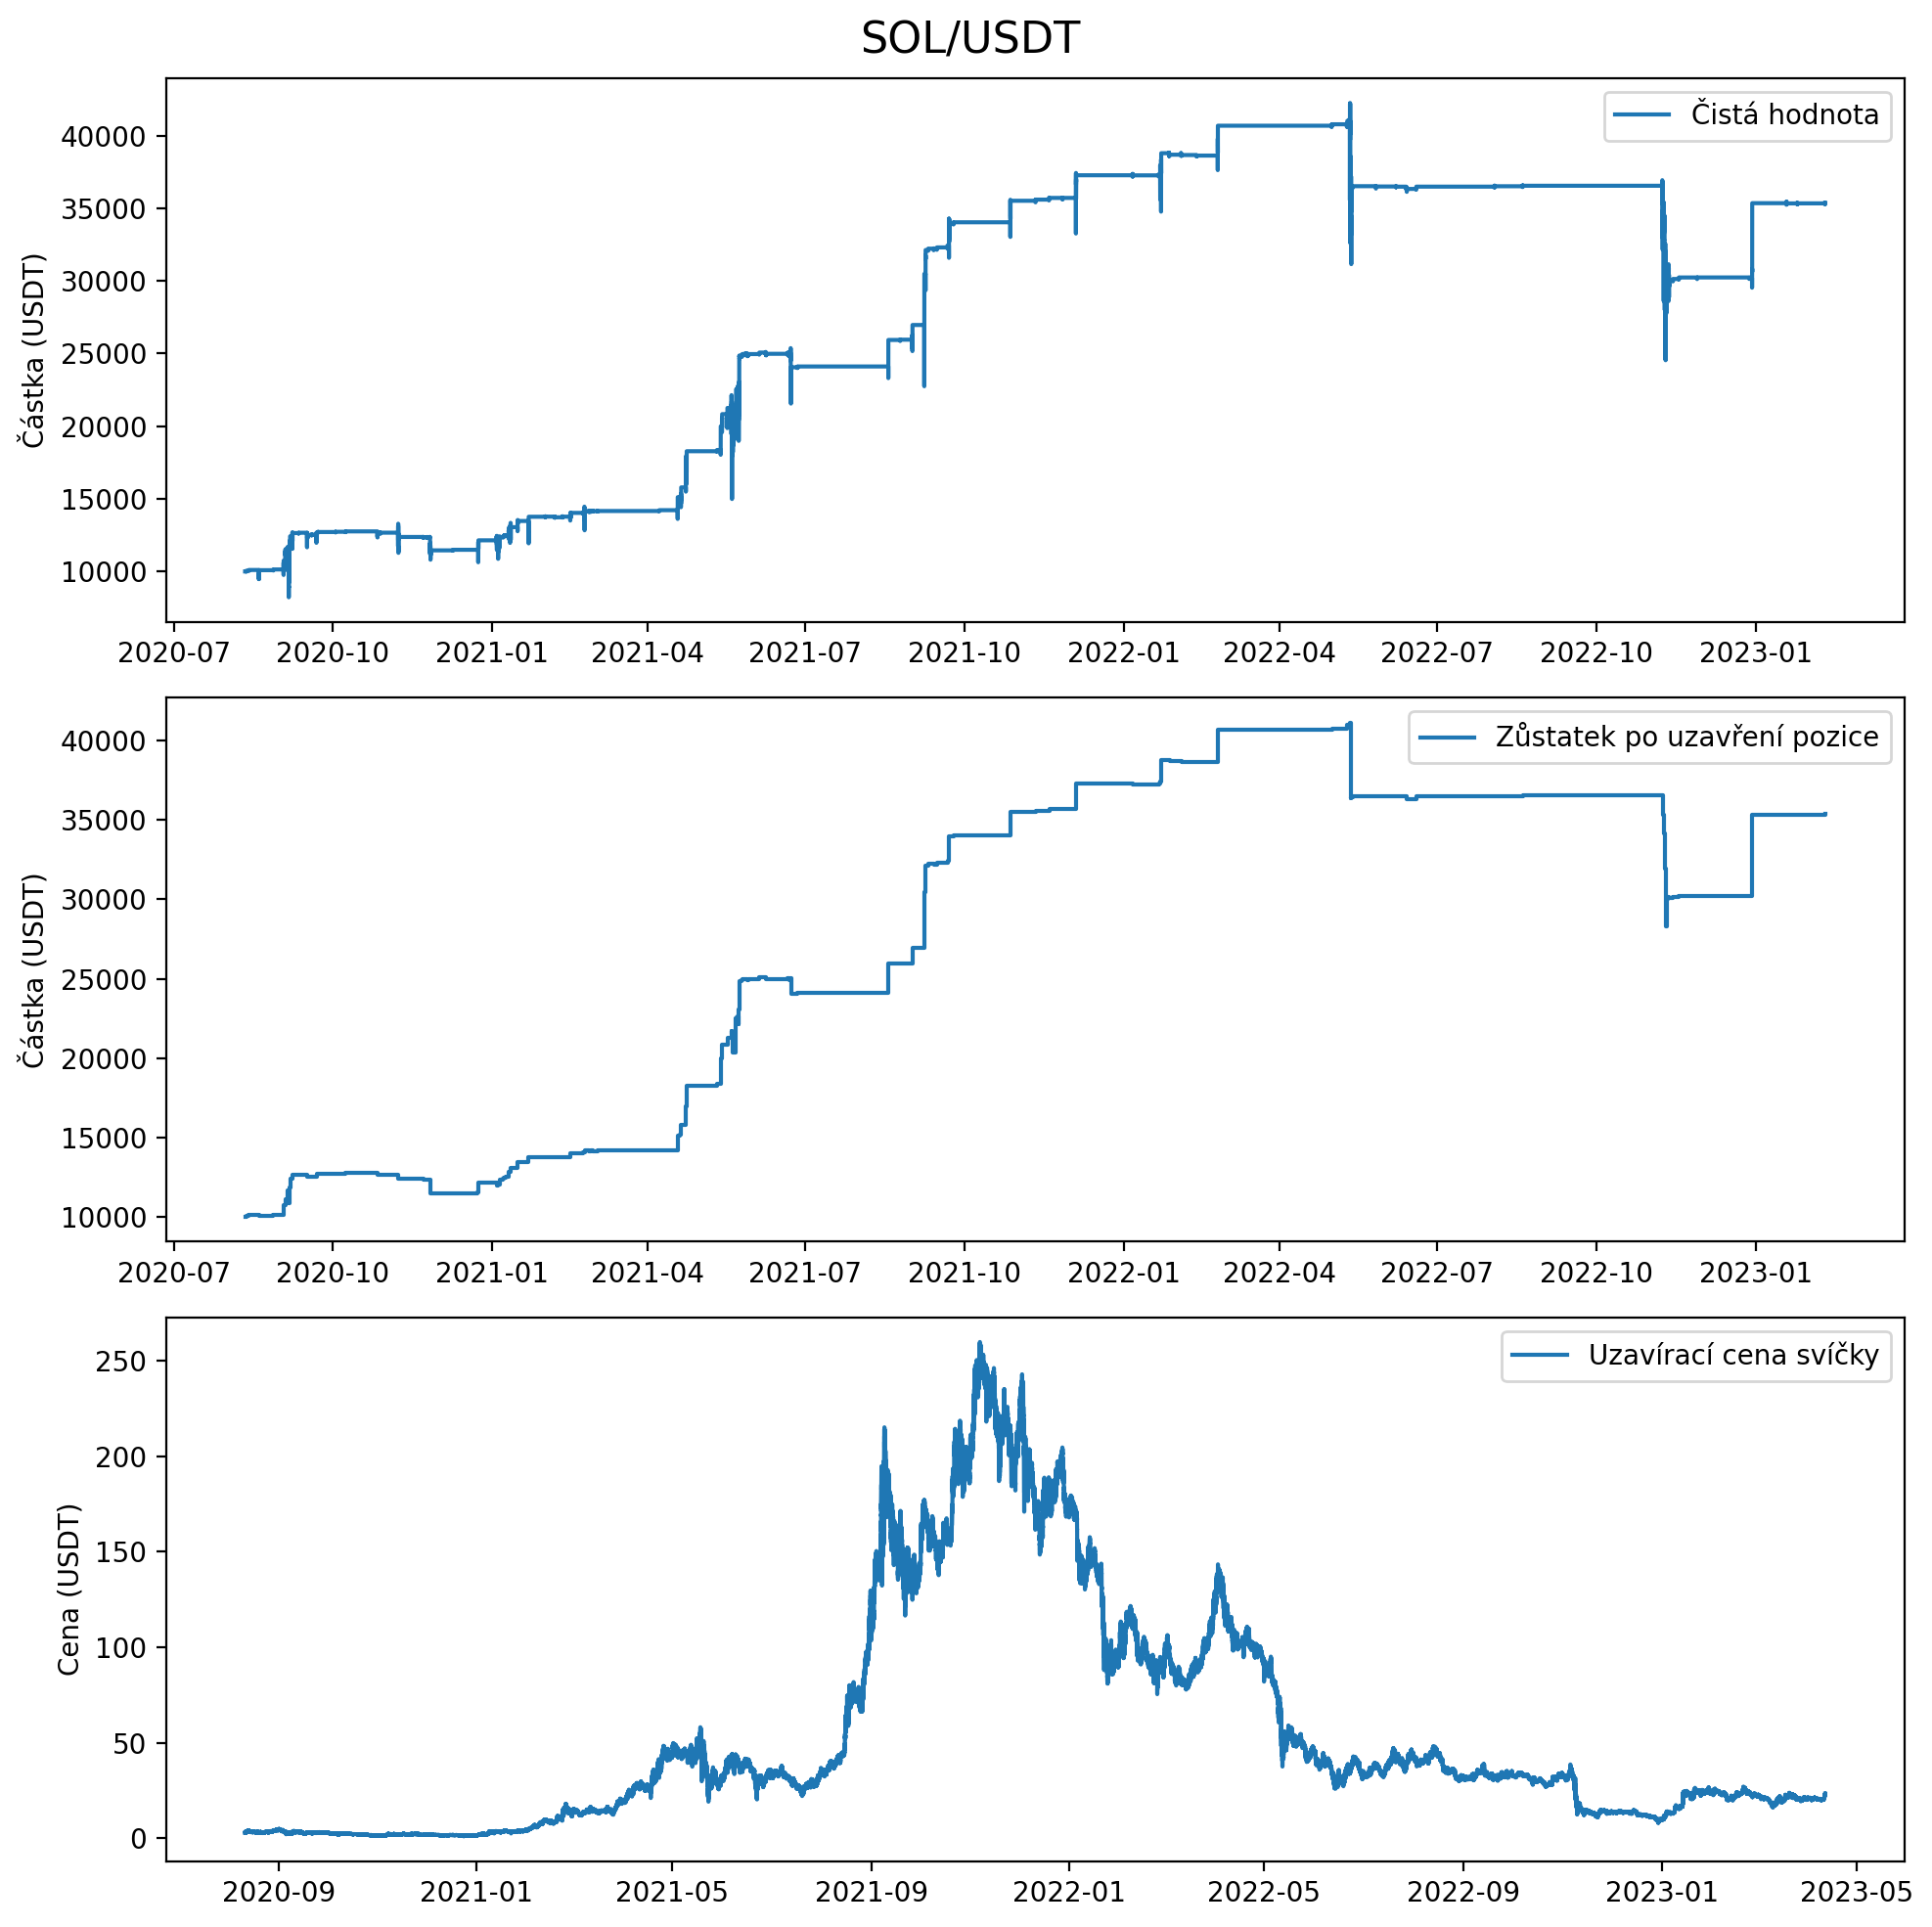 SOL/USDT
Čistá hodnota
Částka (USDT)
40000
35000
30000
25000
20000
15000
10000
2020-07 2020-10 2021-01 2021-04 2021-07 2021-10 2022-01 2022-04 2022-07 2022-10 2023-01
Zůstatek po uzavření pozice
Částka (USDT)
40000
35000
30000
25000
20000
15000
10000
2020-07 2020-10 2021-01 2021-04 2021-07 2021-10 2022-01 2022-04 2022-07 2022-10 2023-01
Uzavírací cena svíčky
Cena (USDT)
250
200
150
100
50
0
2020-09 2021-01 2021-05 2021-09 2022-01 2022-05 2022-09 2023-01 2023-05